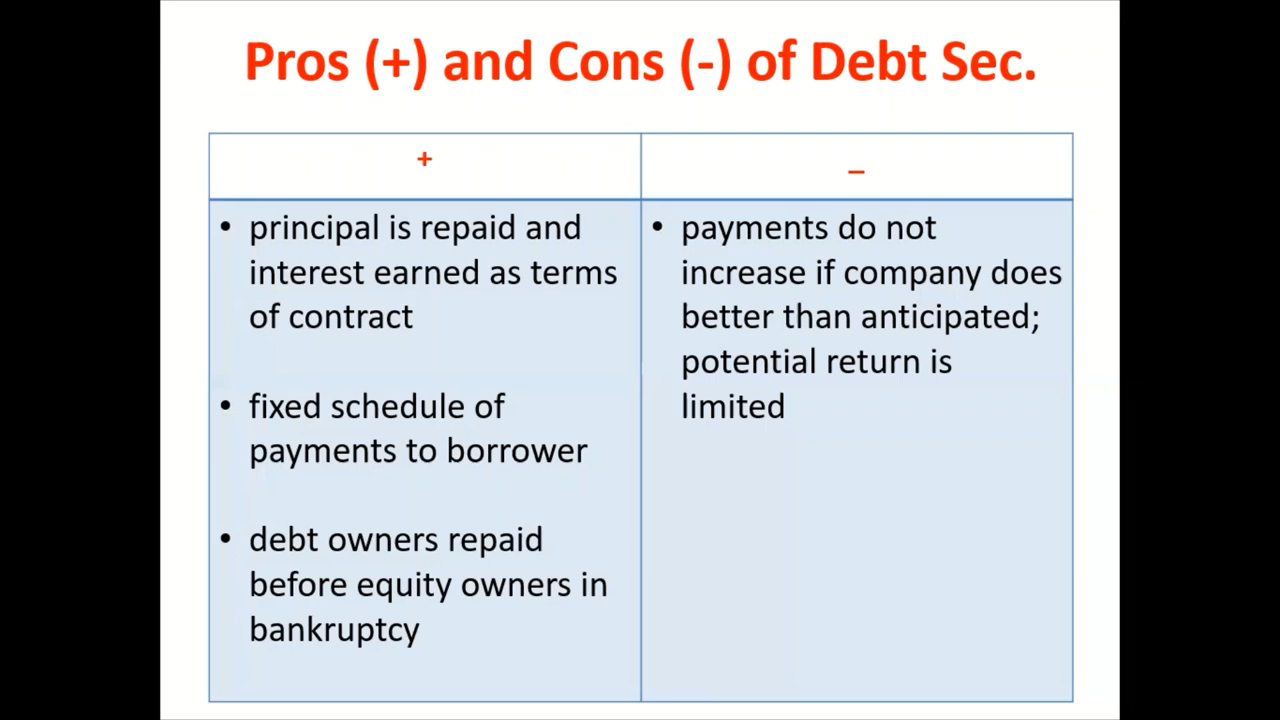 Pros (+) and Cons (-) of Debt Sec.
+
–
• principal is repaid and
interest earned as terms
of contract
• fixed schedule of
payments to borrower
• debt owners repaid
before equity owners in
bankruptcy
• payments do not
increase if company does
better than anticipated;
potential return is
limited